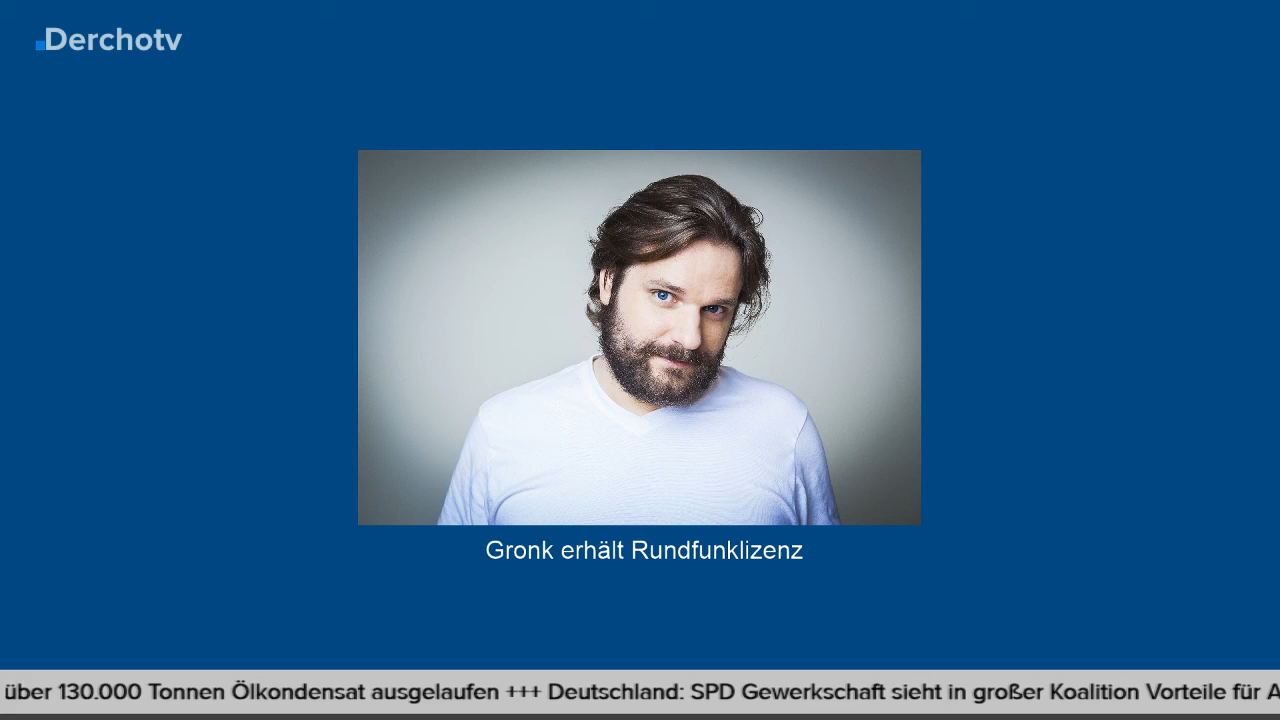 Derchotv
Gronk erhält Rundfunklizenz
über 130.000 Tonnen Ölkondensat ausgelaufen +++ Deutschland: SPD Gewerkschaft sieht in großer Koalition Vorteile für A